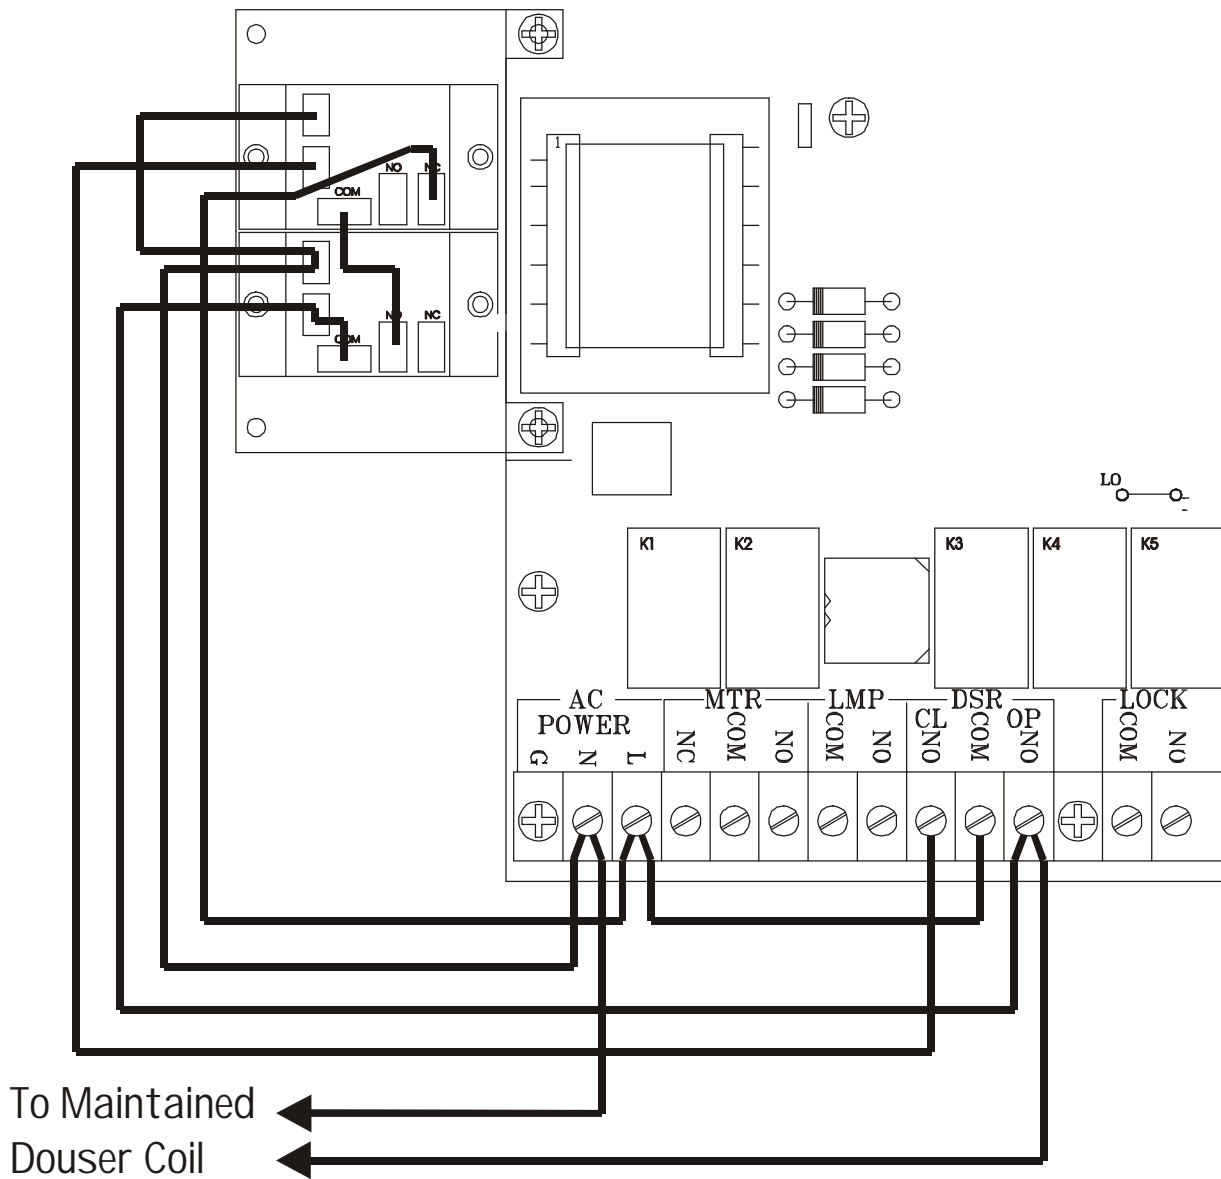 1
NO
NC
COM
NO
NC
COM
LO
K1
K2
K3
K4
K5
AC
POWER
MTR
LMP
DSR
LOCK
CL
OP
G
N
L
NC
COM
NO
COM
NO
NO
COM
NO
COM
NO
To Maintained
Douser Coil